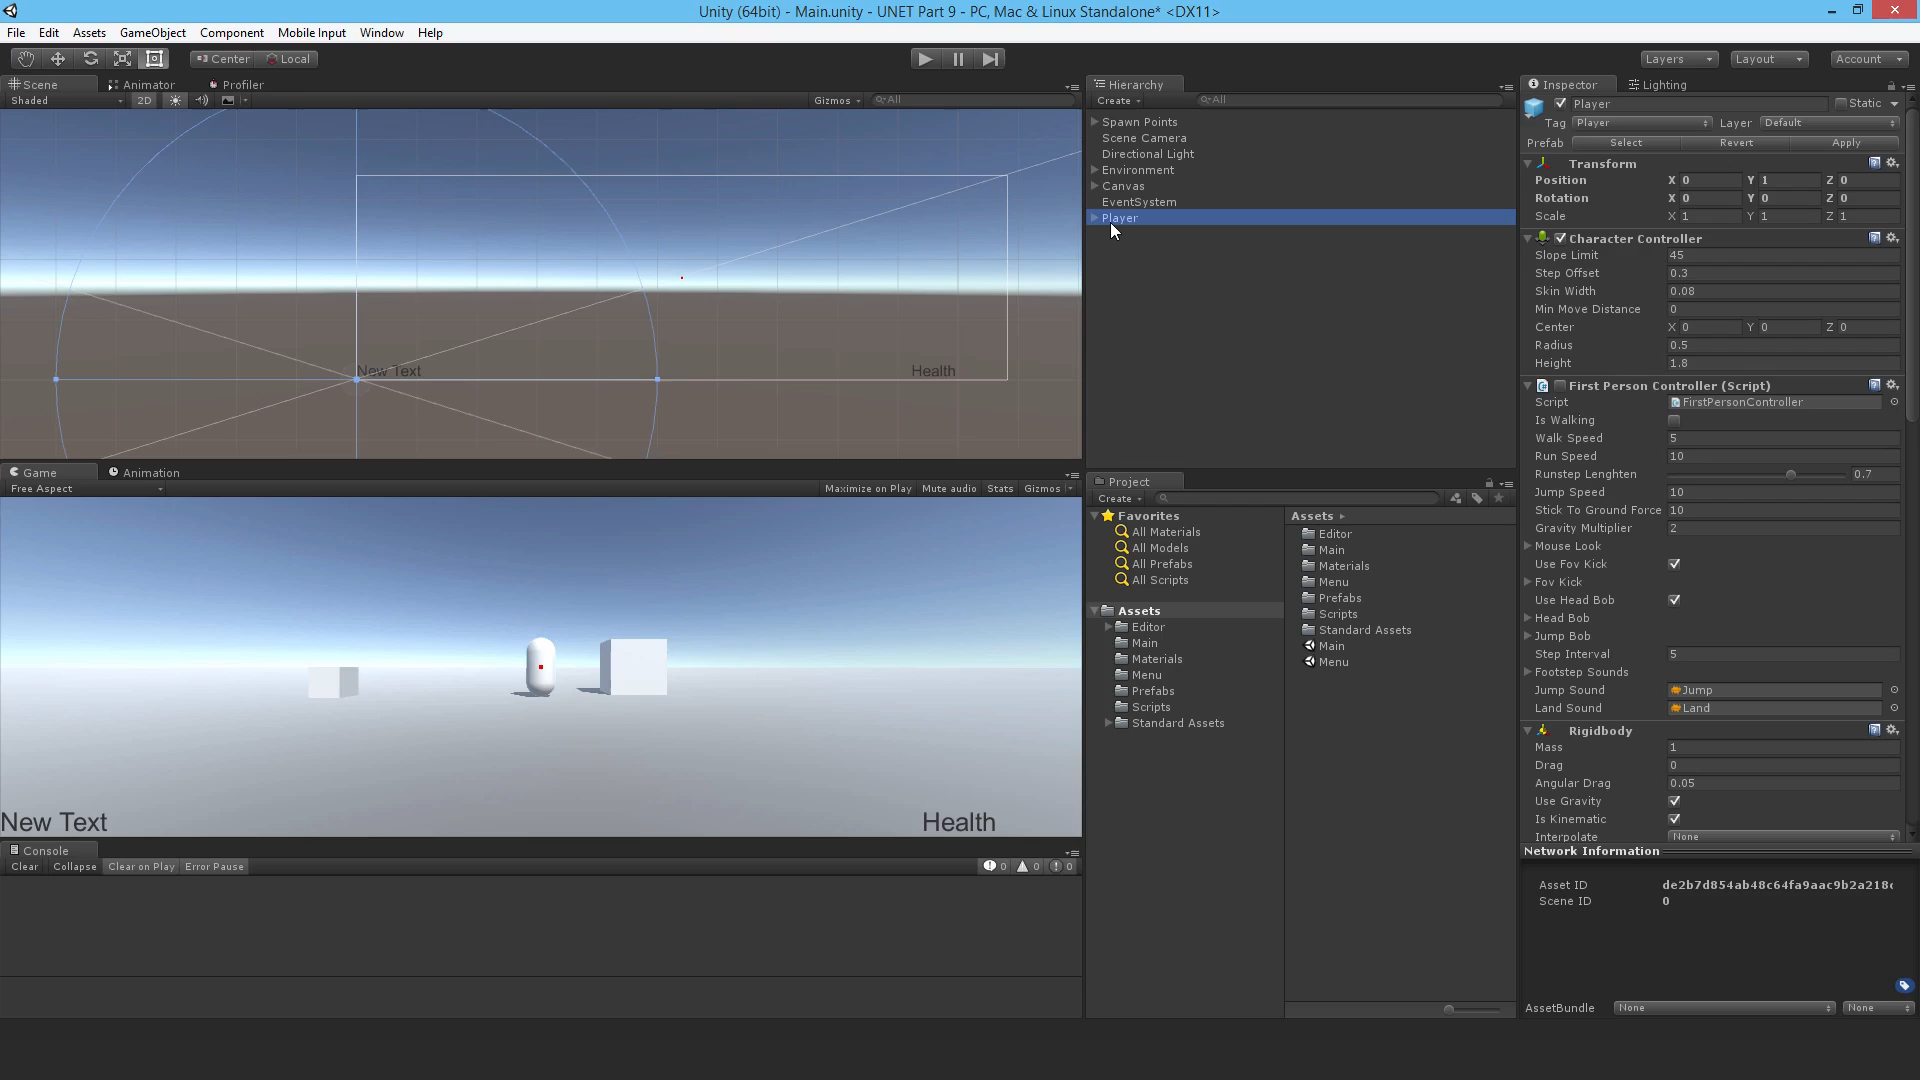 Unity (64bit) - Main.unity - UNET Part 9 - PC, Mac & Linux Standalone* <DX11>
File Edit Assets GameObject Component Mobile Input Window Help
Center Local Layers Layout Account
Scene Animator Profiler
Shaded 2D Gizmos All
New Text Health
Game Animation
Free Aspect Maximize on Play Mute audio Stats Gizmos
New Text Health
Console
Clear Collapse Clear on Play Error Pause 0 0 0
Hierarchy
Create All
Spawn Points
Scene Camera
Directional Light
Environment
Canvas
EventSystem
Player
Project
Create
Favorites
All Materials
All Models
All Prefabs
All Scripts
Assets
Editor
Main
Materials
Menu
Prefabs
Scripts
Standard Assets
Assets
Editor
Main
Materials
Menu
Prefabs
Scripts
Standard Assets
Main
Menu
Inspector Lighting
Player Static
Tag Player Layer Default
Prefab Select Revert Apply
Transform
Position X 0 Y 1 Z 0
Rotation X 0 Y 0 Z 0
Scale X 1 Y 1 Z 1
Character Controller
Slope Limit 45
Step Offset 0.3
Skin Width 0.08
Min Move Distance 0
Center X 0 Y 0 Z 0
Radius 0.5
Height 1.8
First Person Controller (Script)
Script FirstPersonController
Is Walking
Walk Speed 5
Run Speed 10
Runstep Lenghten 0.7
Jump Speed 10
Stick To Ground Force 10
Gravity Multiplier 2
Mouse Look
Use Fov Kick
Fov Kick
Use Head Bob
Head Bob
Jump Bob
Step Interval 5
Footstep Sounds
Jump Sound Jump
Land Sound Land
Rigidbody
Mass 1
Drag 0
Angular Drag 0.05
Use Gravity
Is Kinematic
Interpolate None
Network Information
Asset ID de2b7d854ab48c64fa9aac9b2a218
Scene ID 0
AssetBundle None None